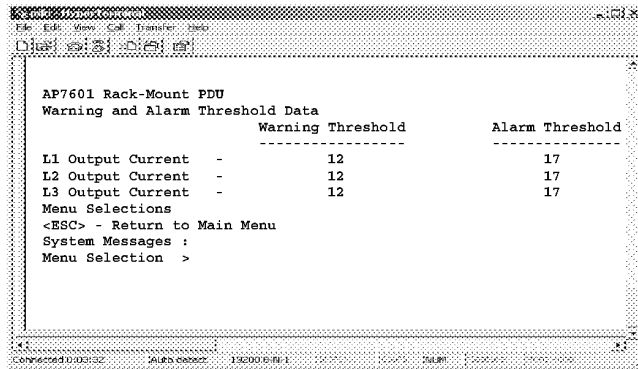 File Edit View Call Transfer Help
AP7601 Rack-Mount PDU
Warning and Alarm Threshold Data
Warning Threshold Alarm Threshold
----------------- ---------------
L1 Output Current - 12 17
L2 Output Current - 12 17
L3 Output Current - 12 17
Menu Selections
<ESC> - Return to Main Menu
System Messages :
Menu Selection >
Connected 0:03:32 Auto detect 19200 8-N-1 NUM